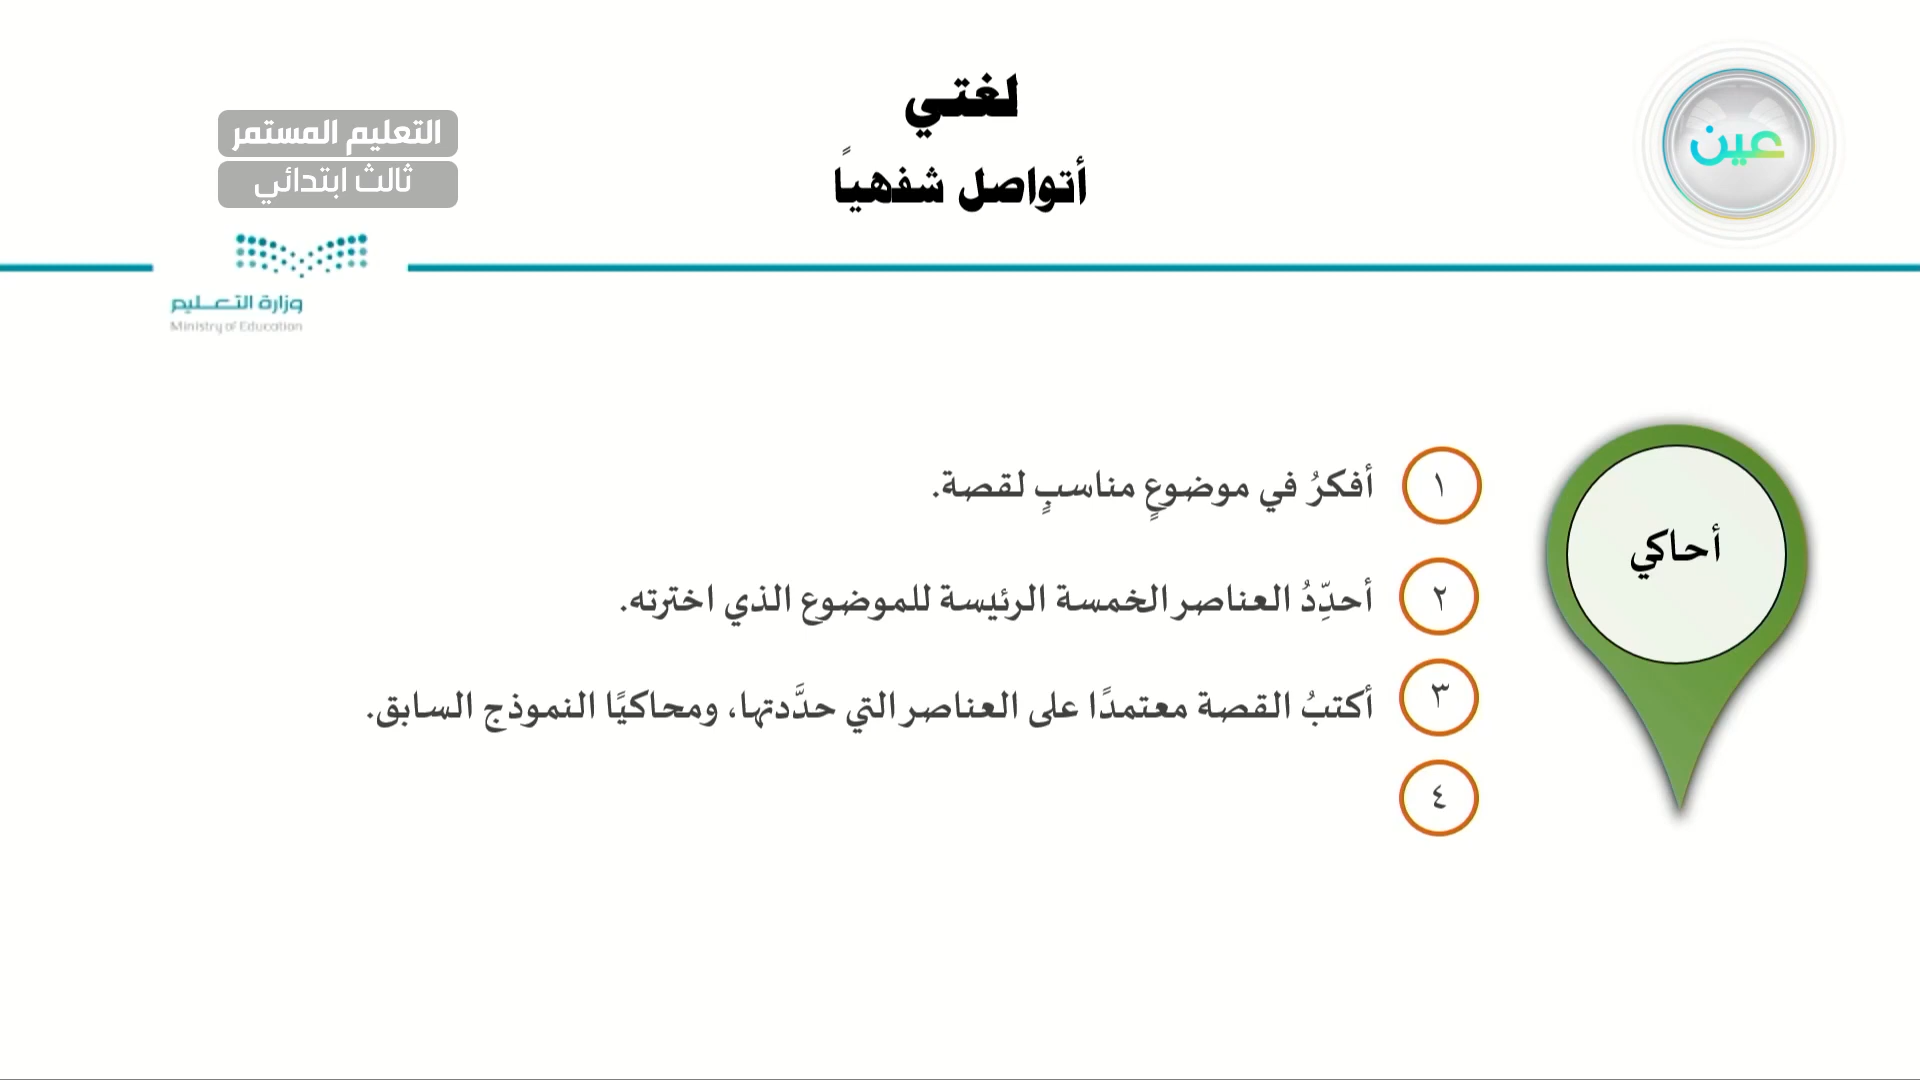 لغتي
أتواصل شفهياً
عين
التعليم المستمر
ثالث ابتدائي
وزارة التعـــليم
Ministry of Education
أحاكي
١ أفكرُ في موضوعٍ مناسبٍ لقصة.
٢ أحدِّدُ العناصر الخمسة الرئيسة للموضوع الذي اخترته.
٣ أكتبُ القصة معتمدًا على العناصر التي حدَّدتها، ومحاكيًا النموذج السابق.
٤